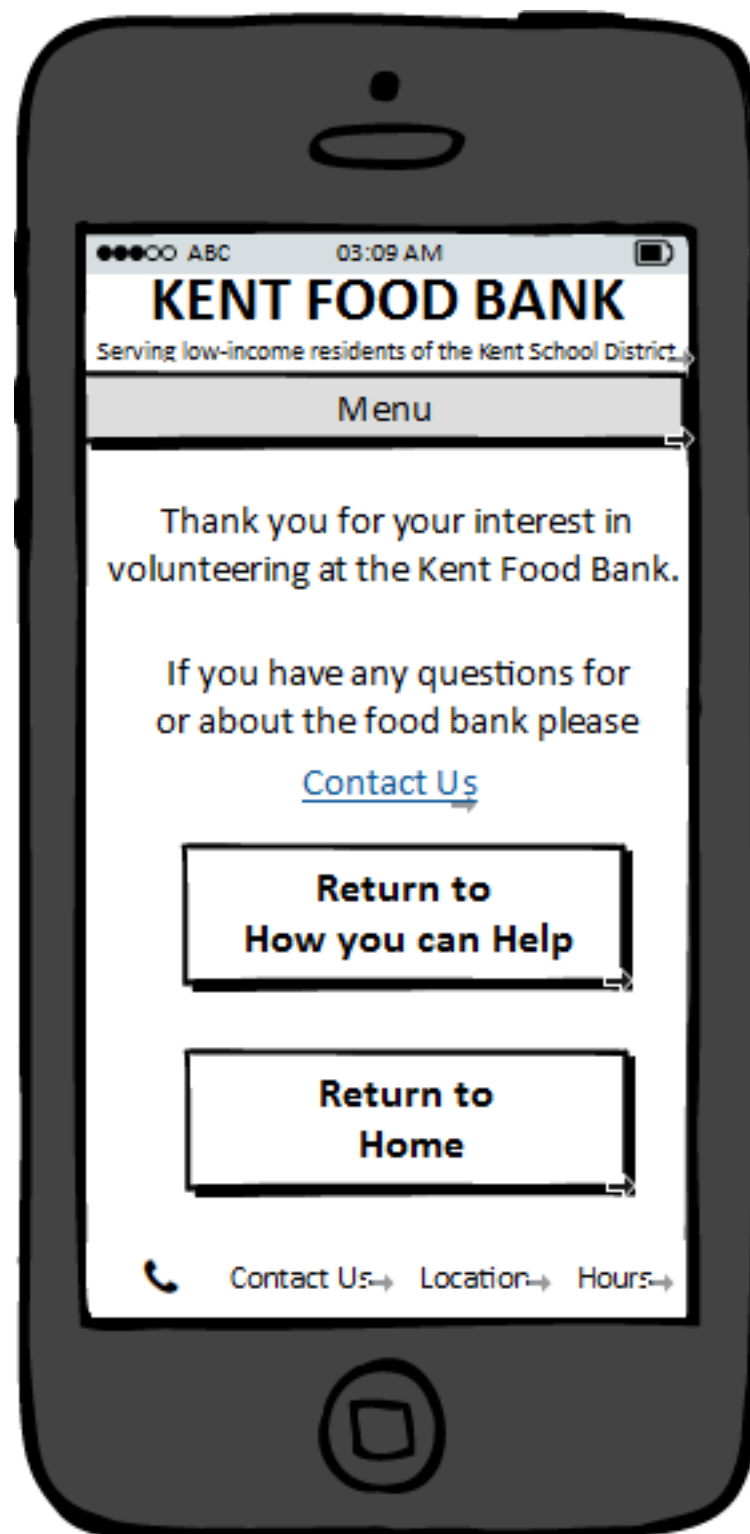 ABC 03:09 AM
KENT FOOD BANK
Serving low-income residents of the Kent School District
Menu
Thank you for your interest in
volunteering at the Kent Food Bank.
If you have any questions for
or about the food bank please
Contact Us
Return to
How you can Help
Return to
Home
Contact Us Location Hours